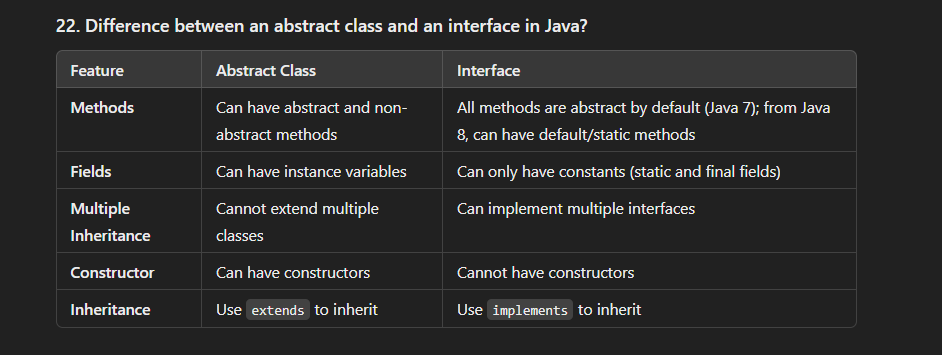 22. Difference between an abstract class and an interface in Java?
Feature Abstract Class Interface
Methods Can have abstract and non- All methods are abstract by default (Java 7); from Java
abstract methods 8, can have default/static methods
Fields Can have instance variables Can only have constants (static and final fields)
Multiple Cannot extend multiple Can implement multiple interfaces
Inheritance classes
Constructor Can have constructors Cannot have constructors
Inheritance Use extends to inherit Use implements to inherit